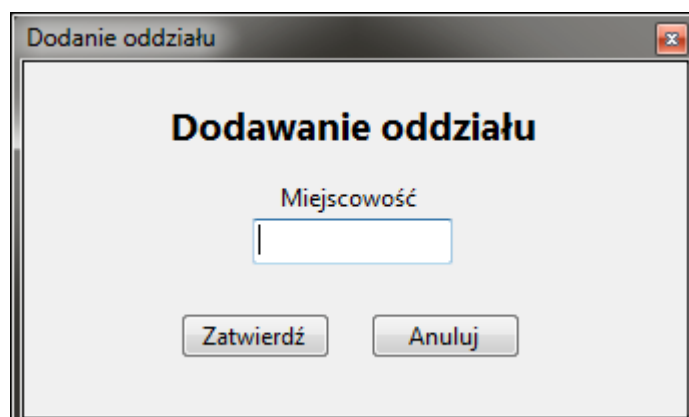 Dodanie oddziału
Dodawanie oddziału
Miejscowość
Zatwierdź Anuluj